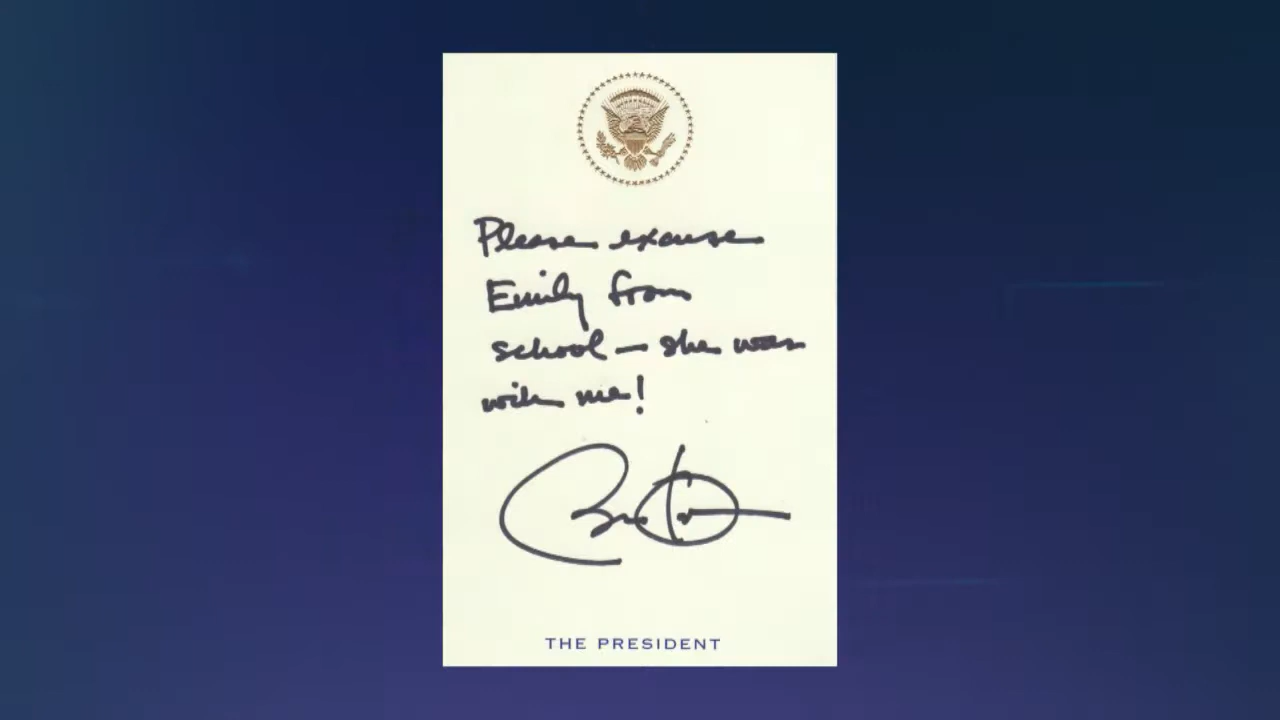 Please excuse
Emily from
school — she was
with me!
THE PRESIDENT